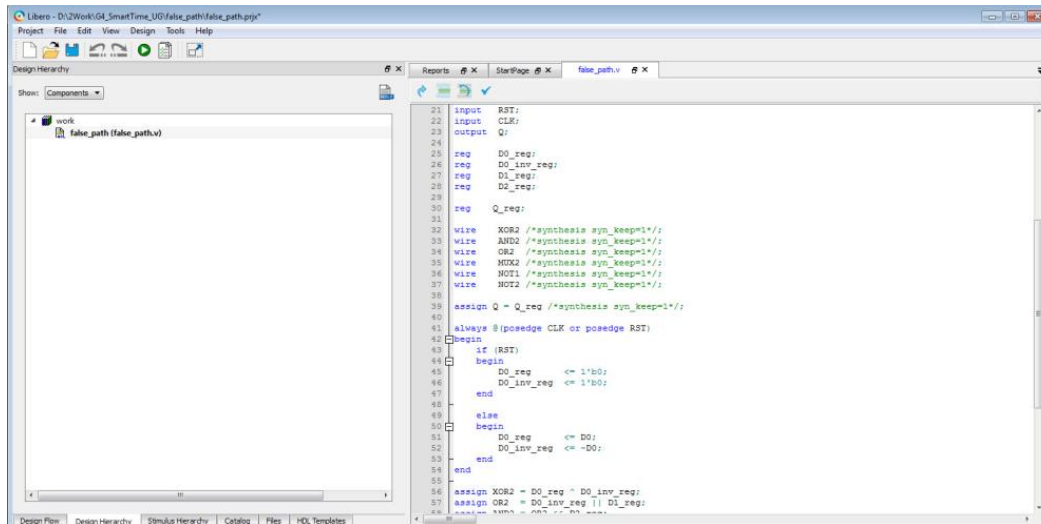 Libero - D:\2Work\G4_SmartTime_UG\false_path\false_path.prjx*
Project File Edit View Design Tools Help
Design Hierarchy
Show: Components
work
false_path (false_path.v)
Design Flow Design Hierarchy Stimulus Hierarchy Catalog Files HDL Templates
Reports StartPage false_path.v
21 input RST;
22 input CLK;
23 output Q;
24
25 reg D0_reg;
26 reg D0_inv_reg;
27 reg D1_reg;
28 reg D2_reg;
29
30 reg Q_reg;
31
32 wire XOR2 /*synthesis syn_keep=1*/;
33 wire AND2 /*synthesis syn_keep=1*/;
34 wire OR2 /*synthesis syn_keep=1*/;
35 wire MUX2 /*synthesis syn_keep=1*/;
36 wire NOT1 /*synthesis syn_keep=1*/;
37 wire NOT2 /*synthesis syn_keep=1*/;
38
39 assign Q = Q_reg /*synthesis syn_keep=1*/;
40
41 always @(posedge CLK or posedge RST)
42 begin
43 if (RST)
44 begin
45 D0_reg <= 1'b0;
46 D0_inv_reg <= 1'b0;
47 end
48
49 else
50 begin
51 D0_reg <= D0;
52 D0_inv_reg <= ~D0;
53 end
54 end
55
56 assign XOR2 = D0_reg ^ D0_inv_reg;
57 assign OR2 = D0_inv_reg || D1_reg;
58 assign AND2 = OR2 && D2_reg;